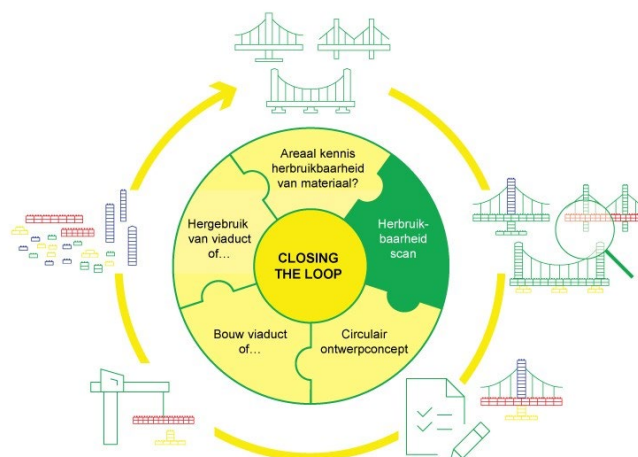 Areaal kennis
herbruikbaarheid
van materiaal?
Herbruik-
baarheid
scan
Circulair
ontwerpconcept
Bouw viaduct
of...
Hergebruik
van viaduct
of...
CLOSING
THE LOOP